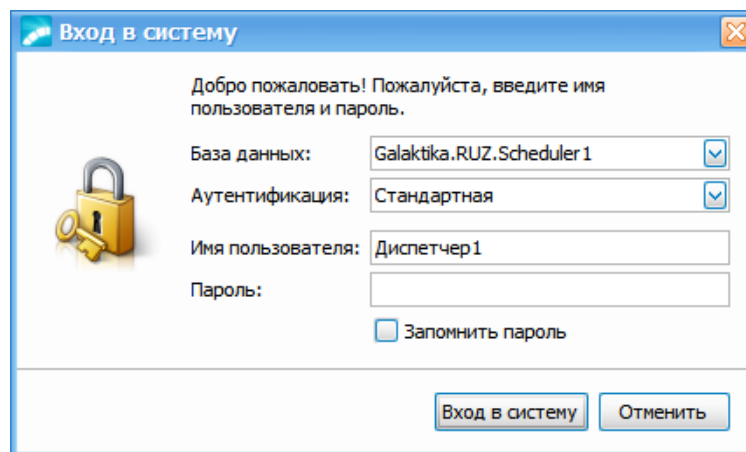 Вход в систему
Добро пожаловать! Пожалуйста, введите имя
пользователя и пароль.
База данных: Galaktika.RUZ.Scheduler1
Аутентификация: Стандартная
Имя пользователя: Диспетчер1
Пароль:
Запомнить пароль
Вход в систему Отменить